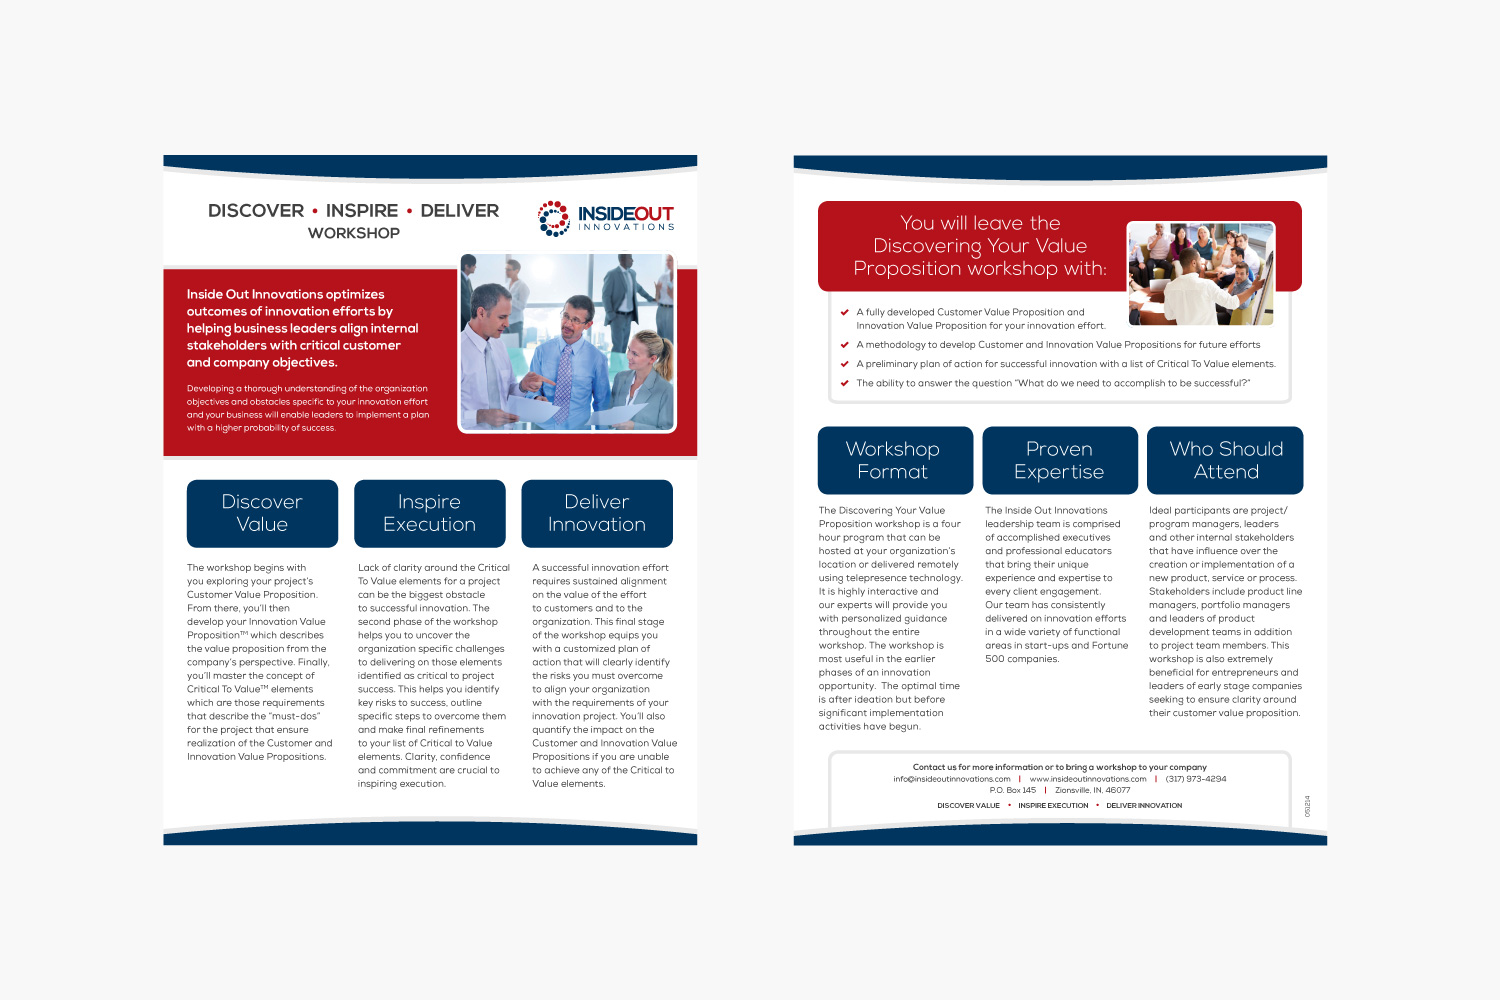 DISCOVER • INSPIRE • DELIVER
WORKSHOP
INSIDEOUT
INNOVATIONS
Inside Out Innovations optimizes
outcomes of innovation efforts by
helping business leaders align internal
stakeholders with critical customer
and company objectives.
Developing a thorough understanding of the organization
objectives and obstacles specific to your innovation effort
and your business will enable leaders to implement a plan
with a higher probability of success.
Discover
Value
The workshop begins with
you exploring your project's
Customer Value Proposition.
From there, you'll then
develop your Innovation Value
Proposition™ which describes
the value proposition from the
company's perspective. Finally,
you'll master the concept of
Critical To Value™ elements
which are those requirements
that describe the "must-dos"
for the project that ensure
realization of the Customer and
Innovation Value Propositions.
Inspire
Execution
Lack of clarity around the Critical
To Value elements for a project
can be the biggest obstacle
to successful innovation. The
second phase of the workshop
helps you to uncover the
organization specific challenges
to delivering on those elements
identified as critical to project
success. This helps you identify
key risks to success, outline
specific steps to overcome them
and make final refinements
to your list of Critical to Value
elements. Clarity, confidence
and commitment are crucial to
inspiring execution.
Deliver
Innovation
A successful innovation effort
requires sustained alignment
on the value of the effort
to customers and to the
organization. This final stage
of the workshop equips you
with a customized plan of
action that will clearly identify
the risks you must overcome
to align your organization
with the requirements of your
innovation project. You'll also
quantify the impact on the
Customer and Innovation Value
Propositions if you are unable
to achieve any of the Critical to
Value elements.
You will leave the
Discovering Your Value
Proposition workshop with:
A fully developed Customer Value Proposition and
Innovation Value Proposition for your innovation effort.
A methodology to develop Customer and Innovation Value Propositions for future efforts
A preliminary plan of action for successful innovation with a list of Critical To Value elements.
The ability to answer the question "What do we need to accomplish to be successful?"
Workshop
Format
The Discovering Your Value
Proposition workshop is a four
hour program that can be
hosted at your organization's
location or delivered remotely
using telepresence technology.
It is highly interactive and
our experts will provide you
with personalized guidance
throughout the entire
workshop. The workshop is
most useful in the earlier
phases of an innovation
opportunity. The optimal time
is after ideation but before
significant implementation
activities have begun.
Proven
Expertise
The Inside Out Innovations
leadership team is comprised
of accomplished executives
and professional educators
that bring their unique
experience and expertise to
every client engagement.
Our team has consistently
delivered on innovation efforts
in a wide variety of functional
areas in start-ups and Fortune
500 companies.
Who Should
Attend
Ideal participants are project/
program managers, leaders
and other internal stakeholders
that have influence over the
creation or implementation of a
new product, service or process.
Stakeholders include product line
managers, portfolio managers
and leaders of product
development teams in addition
to project team members. This
workshop is also extremely
beneficial for entrepreneurs and
leaders of early stage companies
seeking to ensure clarity around
their customer value proposition.
Contact us for more information or to bring a workshop to your company
info@insideoutinnovations.com | www.insideoutinnovations.com | (317) 973-4294
P.O. Box 145 | Zionsville, IN. 46077
DISCOVER VALUE • INSPIRE EXECUTION • DELIVER INNOVATION
051214